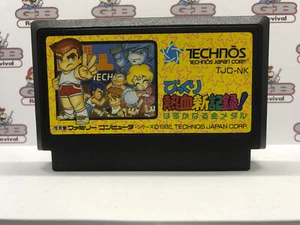 TECHNOS
TECHNOS JAPAN CORP.
TJC-NK
びっくり
熱血新記録!
はるかなる金メダル
ファミリー コンピュータ
©1992 TECHNOS JAPAN CORP.
Revival